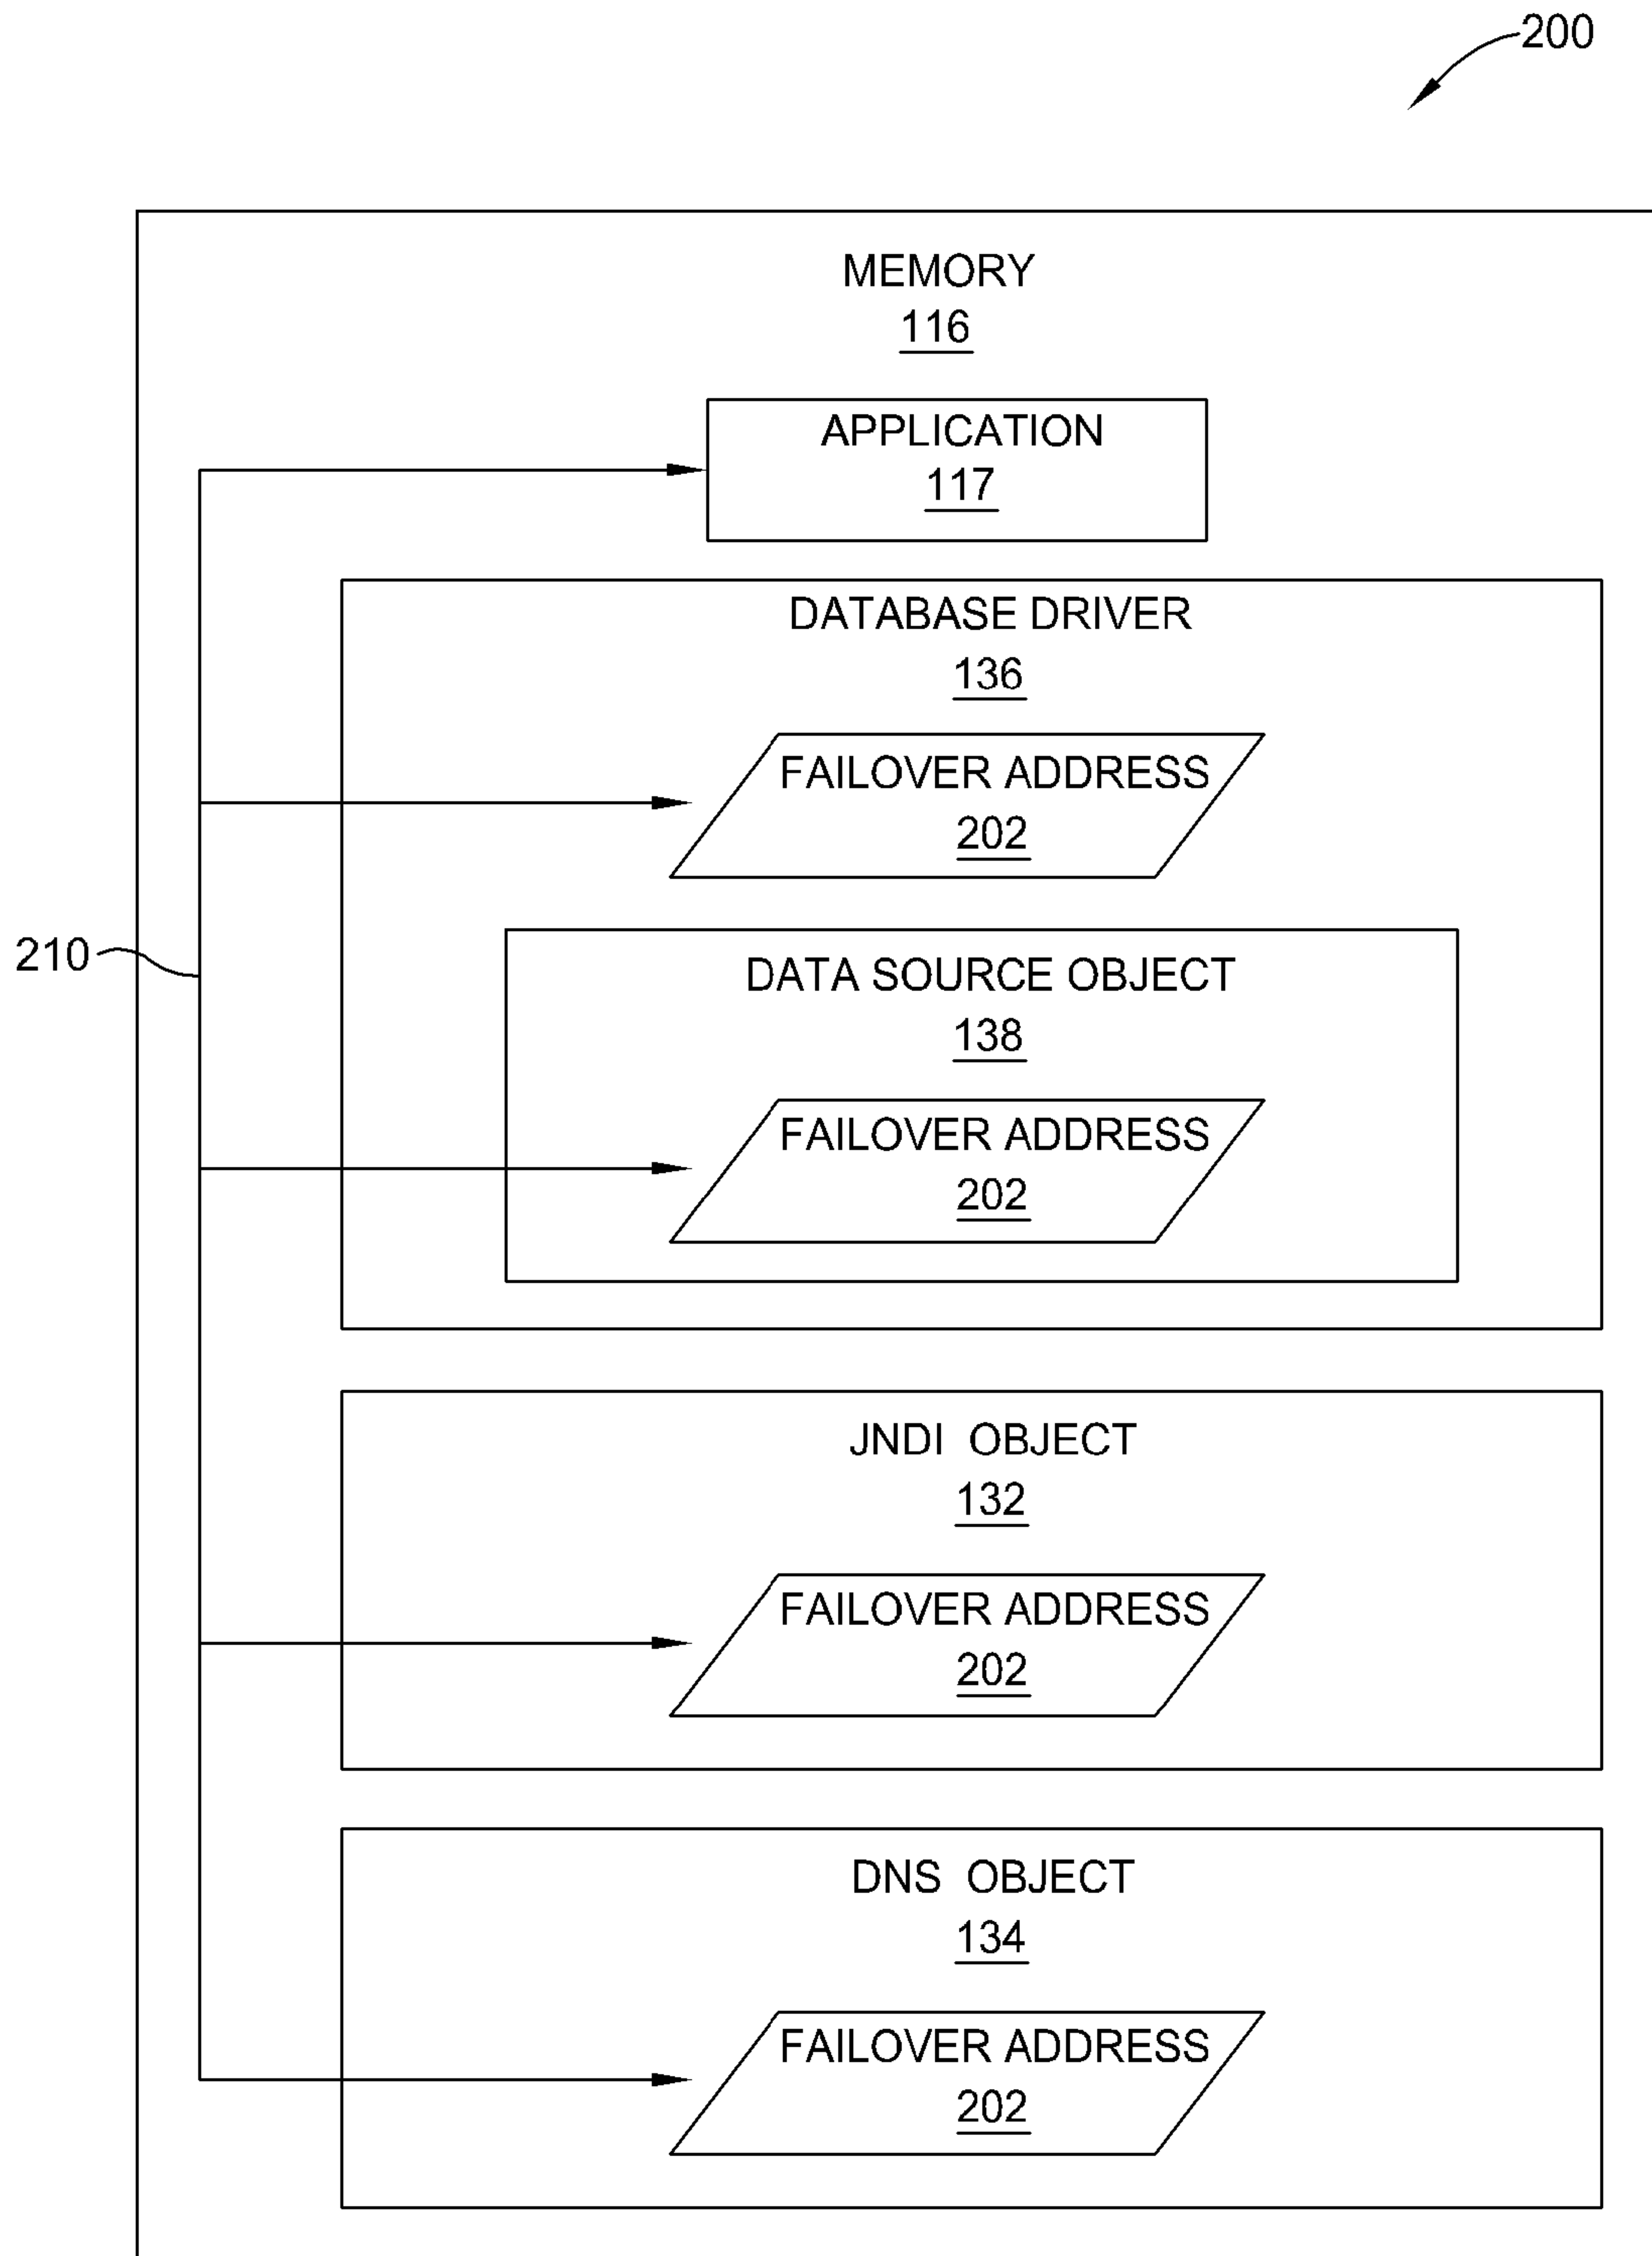 200
MEMORY
116
APPLICATION
117
DATABASE DRIVER
136
FAILOVER ADDRESS
202
210
DATA SOURCE OBJECT
138
FAILOVER ADDRESS
202
JNDI OBJECT
132
FAILOVER ADDRESS
202
DNS OBJECT
134
FAILOVER ADDRESS
202